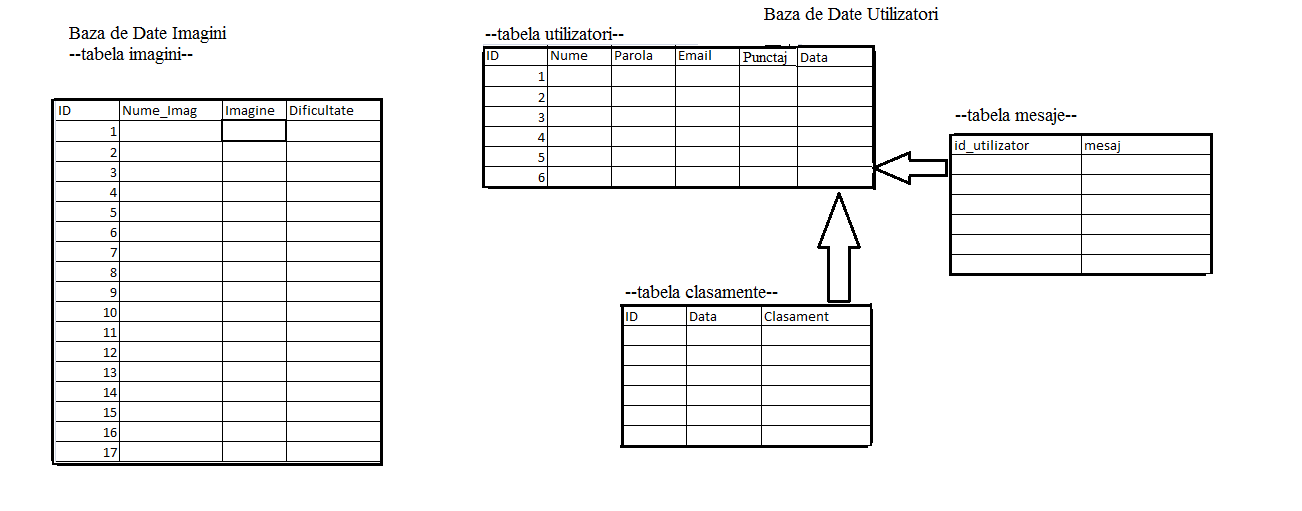 Baza de Date Imagini
--tabela imagini--
ID Nume_Imag Imagine Dificultate
1
2
3
4
5
6
7
8
9
10
11
12
13
14
15
16
17
Baza de Date Utilizatori
--tabela utilizatori--
ID Nume Parola Email Punctaj Data
1
2
3
4
5
6
--tabela mesaje--
id_utilizator mesaj
--tabela clasamente--
ID Data Clasament